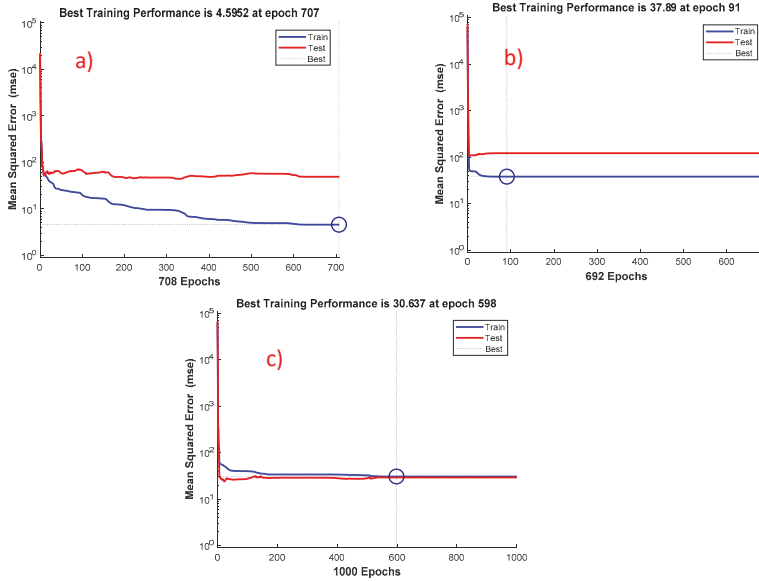 Best Training Performance is 4.5952 at epoch 707
a)
Train
Test
Best
Mean Squared Error (mse)
10^5
10^4
10^3
10^2
10^1
10^0
0 100 200 300 400 500 600 700
708 Epochs
Best Training Performance is 37.89 at epoch 91
b)
Train
Test
Best
Mean Squared Error (mse)
10^5
10^4
10^3
10^2
10^1
10^0
0 100 200 300 400 500 600
692 Epochs
Best Training Performance is 30.637 at epoch 598
c)
Train
Test
Best
Mean Squared Error (mse)
10^5
10^4
10^3
10^2
10^1
10^0
0 200 400 600 800 1000
1000 Epochs